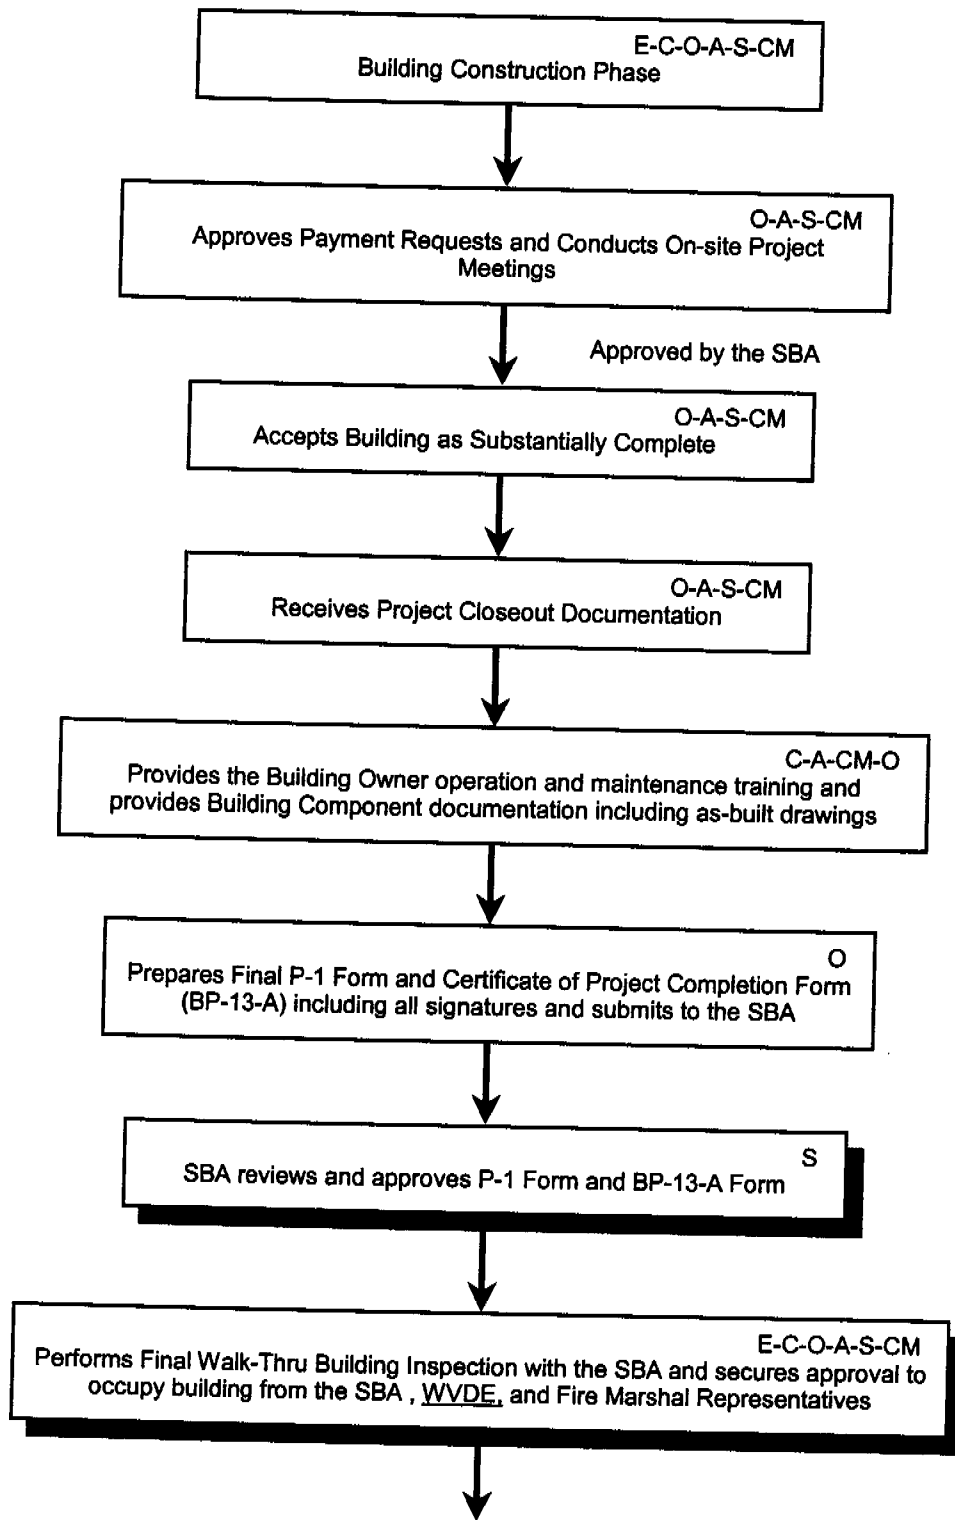 E-C-O-A-S-CM
Building Construction Phase
O-A-S-CM
Approves Payment Requests and Conducts On-site Project
Meetings
Approved by the SBA
O-A-S-CM
Accepts Building as Substantially Complete
O-A-S-CM
Receives Project Closeout Documentation
C-A-CM-O
Provides the Building Owner operation and maintenance training and
provides Building Component documentation including as-built drawings
O
Prepares Final P-1 Form and Certificate of Project Completion Form
(BP-13-A) including all signatures and submits to the SBA
S
SBA reviews and approves P-1 Form and BP-13-A Form
E-C-O-A-S-CM
Performs Final Walk-Thru Building Inspection with the SBA and secures approval to
occupy building from the SBA , WVDE, and Fire Marshal Representatives